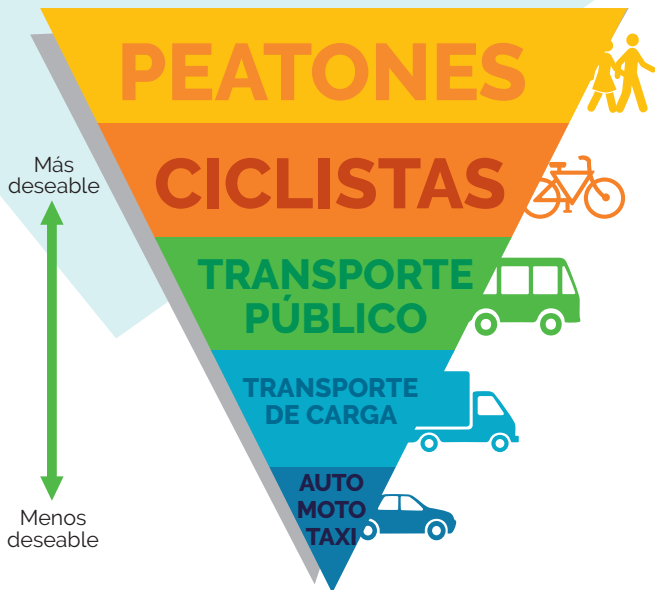 PEATONES
CICLISTAS
Más
deseable
TRANSPORTE
PÚBLICO
TRANSPORTE
DE CARGA
AUTO
MOTO
TAXI
Menos
deseable